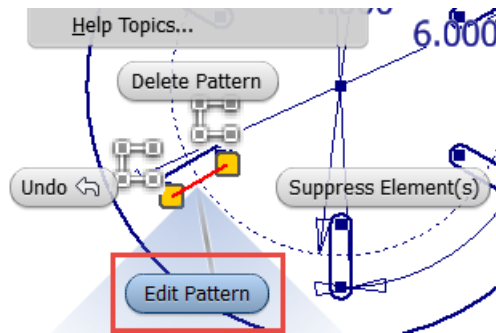 Help Topics...
6.000
Delete Pattern
Undo
Suppress Element(s)
Edit Pattern